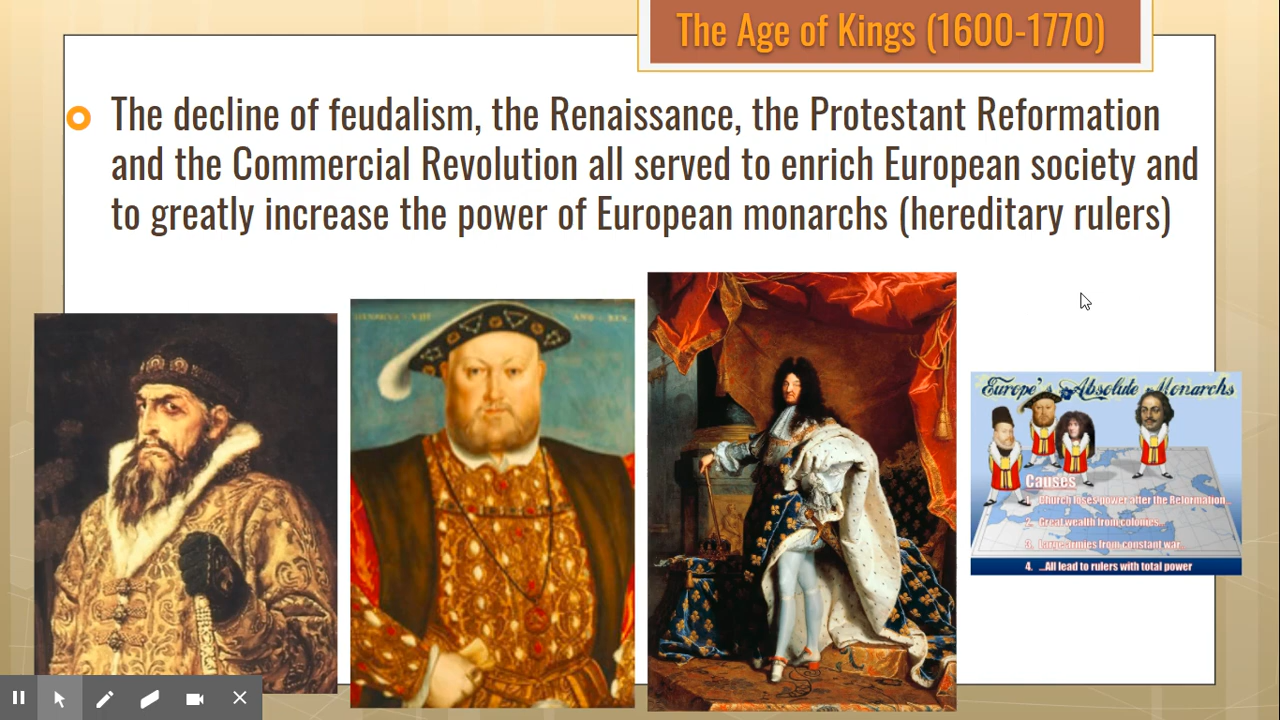 The Age of Kings (1600-1770)
The decline of feudalism, the Renaissance, the Protestant Reformation
and the Commercial Revolution all served to enrich European society and
to greatly increase the power of European monarchs (hereditary rulers)
Europe's Absolute Monarchs
Causes
1. Church loses power after the Reformation...
2. Great wealth from colonies...
3. Large armies from constant war...
4. ...All lead to rulers with total power